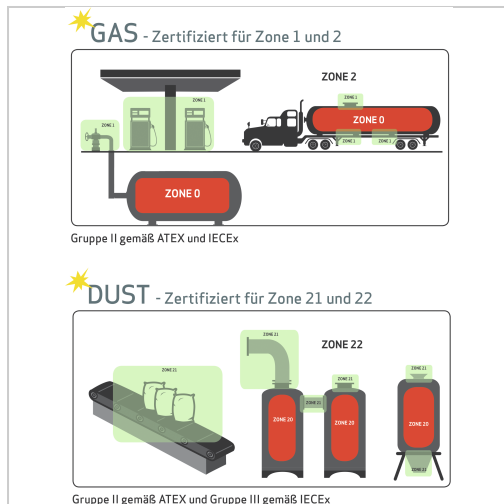 GAS - Zertifiziert für Zone 1 und 2
ZONE 2
ZONE 1
ZONE 1
ZONE 1
ZONE 0
ZONE 1
ZONE 1
ZONE 0
Gruppe II gemäß ATEX und IECEx
DUST - Zertifiziert für Zone 21 und 22
ZONE 21
ZONE 22
ZONE 21
ZONE 21
ZONE 21
ZONE 21
ZONE 20
ZONE 20
ZONE 20
ZONE 21
Gruppe II gemäß ATEX und Gruppe III gemäß IECEx